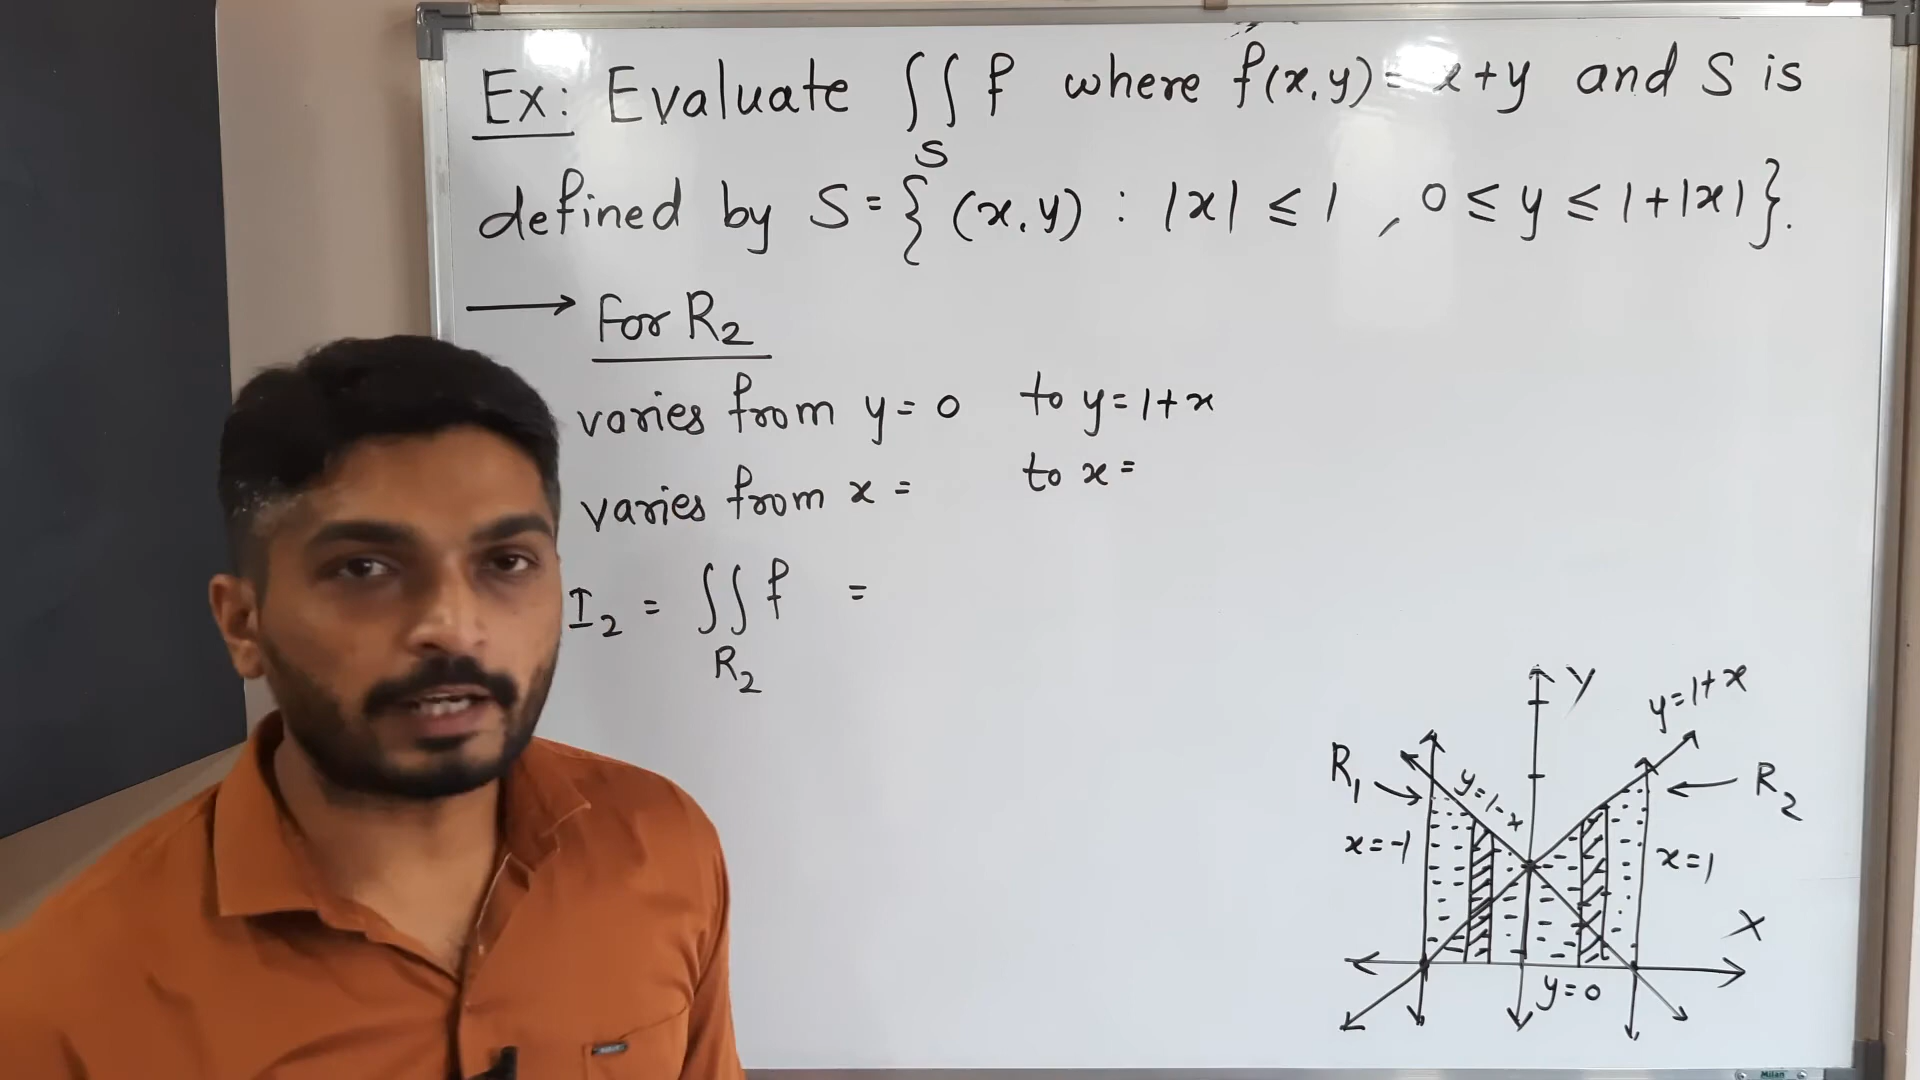 Ex: Evaluate ∬ f where f(x,y)= x+y and S is
S
defined by S = { (x,y) : |x| ≤ 1 , 0 ≤ y ≤ 1+|x| }.
⟶ For R₂
varies from y = 0 to y = 1+x
varies from x = to x =
I₂ = ∬ f =
R₂
Y
y=1+x
R₁
y=1-x
R₂
x=-1
x=1
X
y=0
Milan